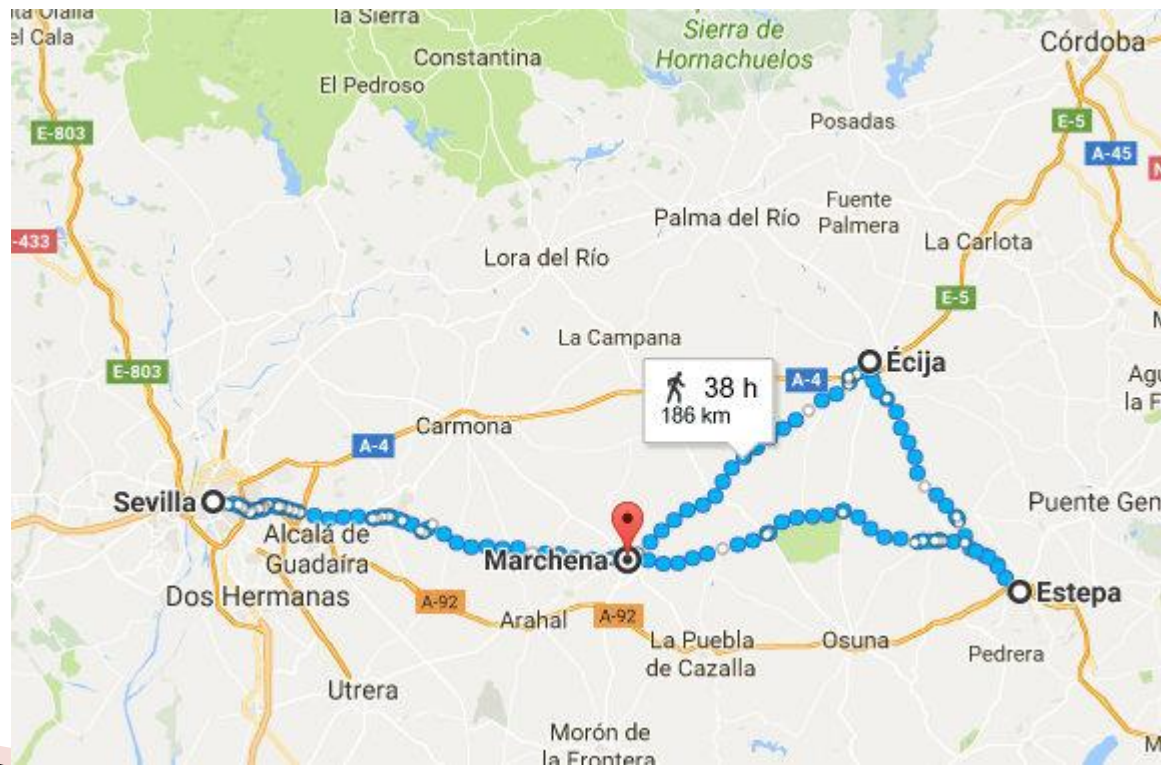 la Sierra
el Cala
Constantina
El Pedroso
Sierra de
Hornachuelos
Córdoba
E-803
E-5
A-45
Posadas
Fuente
Palmera
Palma del Río
La Carlota
-433
Lora del Río
E-5
La Campana
E-803
Écija
A-4
38 h
186 km
Carmona
A-4
Sevilla
Puente Gen
Alcalá de
Guadaíra
Marchena
Dos Hermanas
Estepa
A-92
Arahal
A-92
La Puebla
de Cazalla
Osuna
Pedrera
Utrera
Morón de
la Frontera